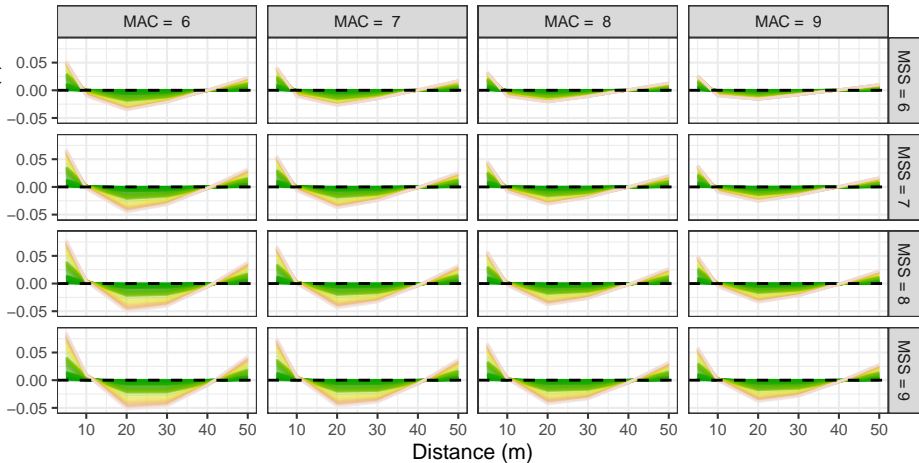 MAC = 6
MAC = 7
MAC = 8
MAC = 9
0.05
0.00
−0.05
MSS = 6
0.05
0.00
−0.05
MSS = 7
0.05
0.00
−0.05
MSS = 8
0.05
0.00
−0.05
MSS = 9
10 20 30 40 50
10 20 30 40 50
10 20 30 40 50
10 20 30 40 50
Distance (m)